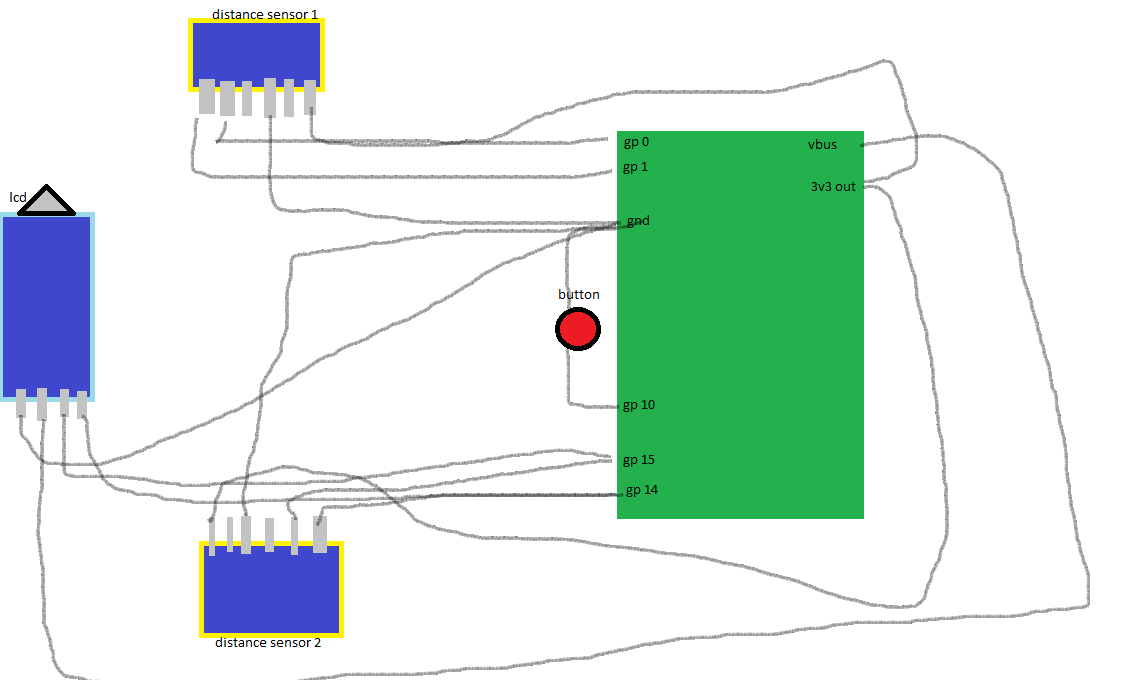 distance sensor 1
gp 0
vbus
gp 1
3v3 out
lcd
gnd
button
gp 10
gp 15
gp 14
distance sensor 2